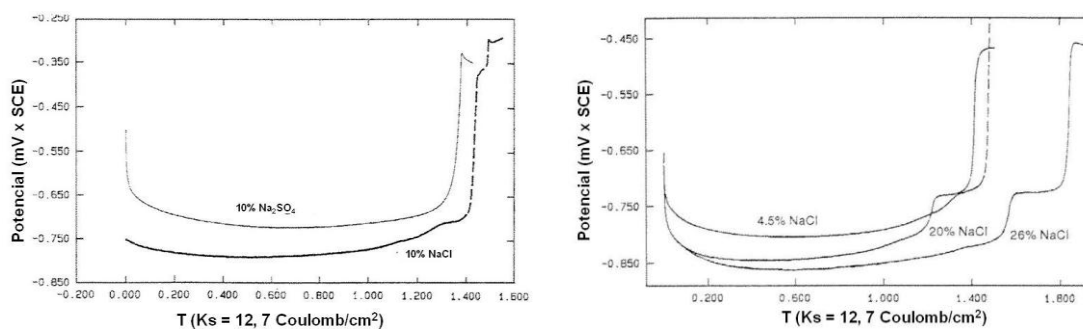 -0.250
-0.350
-0.450
-0.550
-0.650
-0.750
-0.850
Potencial (mV x SCE)
10% Na₂SO₄
10% NaCl
-0.200 0.000 0.200 0.400 0.600 0.800 1.000 1.200 1.400 1.600
T (Ks = 12, 7 Coulomb/cm²)
-0.450
-0.550
-0.650
-0.750
-0.850
Potencial (mV x SCE)
4.5% NaCl
20% NaCl
26% NaCl
0.200 0.600 1.000 1.400 1.800
T (Ks = 12, 7 Coulomb/cm²)